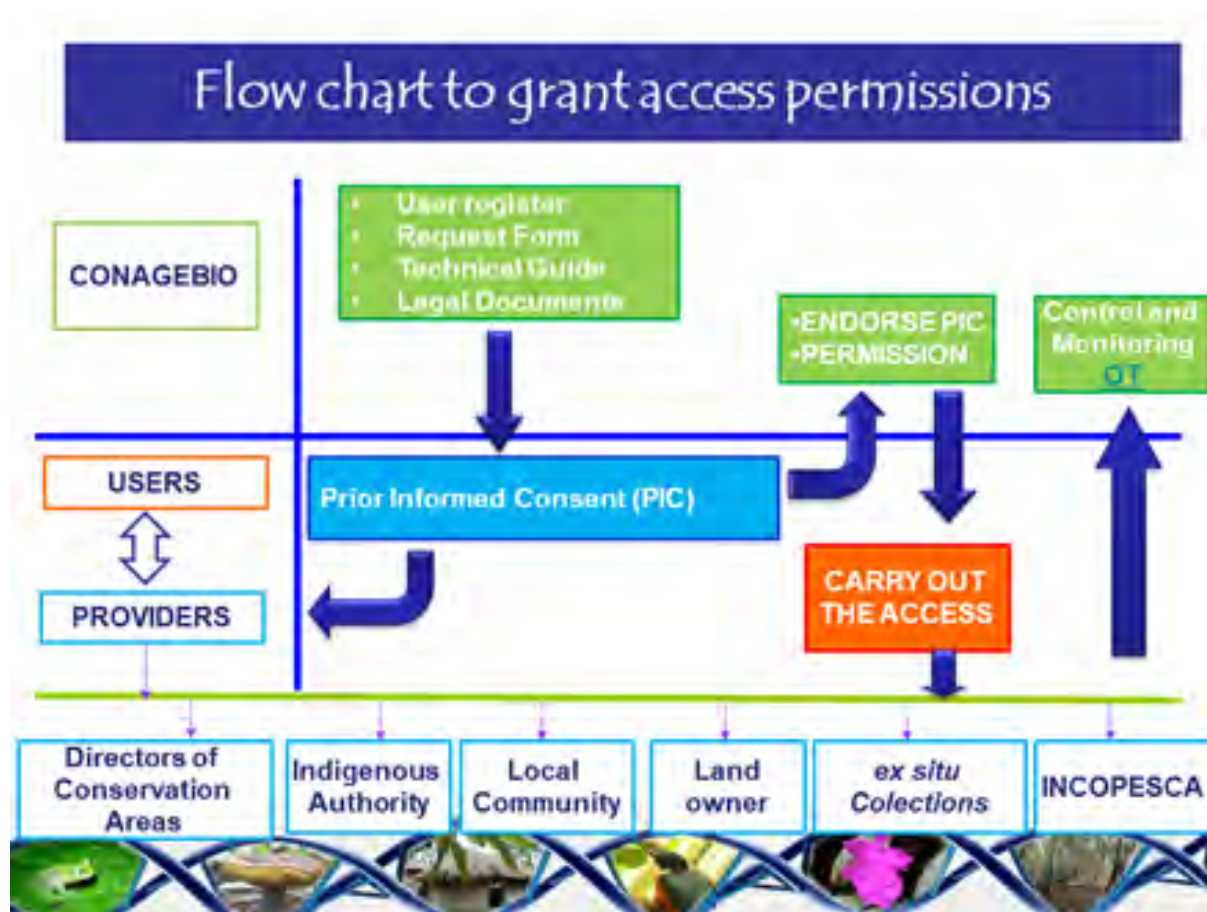 Flow chart to grant access permissions
CONAGEBIO
• User register
• Request Form
• Technical Guide
• Legal Documents
•ENDORSE PIC
•PERMISSION
Control and
Monitoring
OT
USERS
PROVIDERS
Prior Informed Consent (PIC)
CARRY OUT
THE ACCESS
Directors of
Conservation
Areas
Indigenous
Authority
Local
Community
Land
owner
ex situ
Colections
INCOPESCA